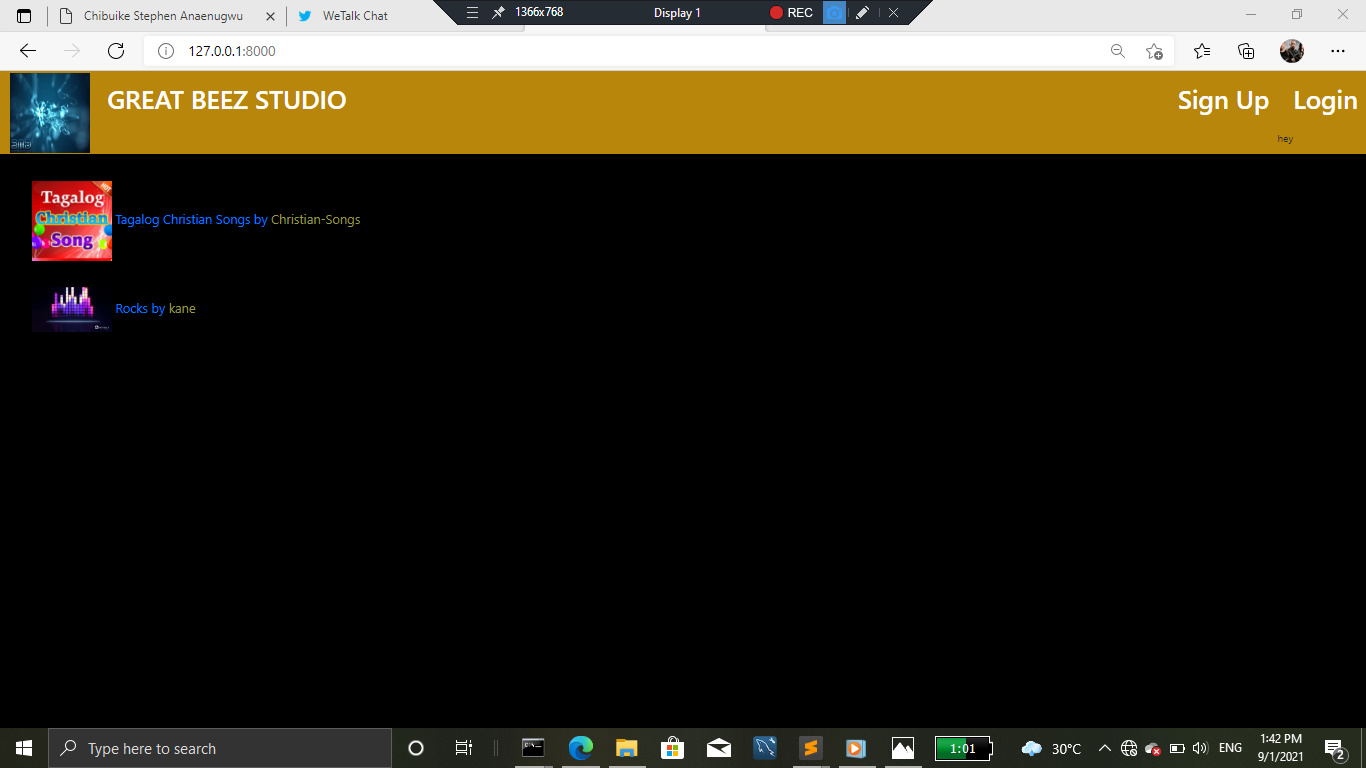 Chibuike Stephen Anaenugwu
WeTalk Chat
1366x768
Display 1
REC
127.0.0.1:8000
GREAT BEEZ STUDIO
Sign Up
Login
hey
HOT
Tagalog
Christian
Song
Tagalog Christian Songs by Christian-Songs
Rocks by kane
Type here to search
1:01
30°C
ENG
1:42 PM
9/1/2021
2